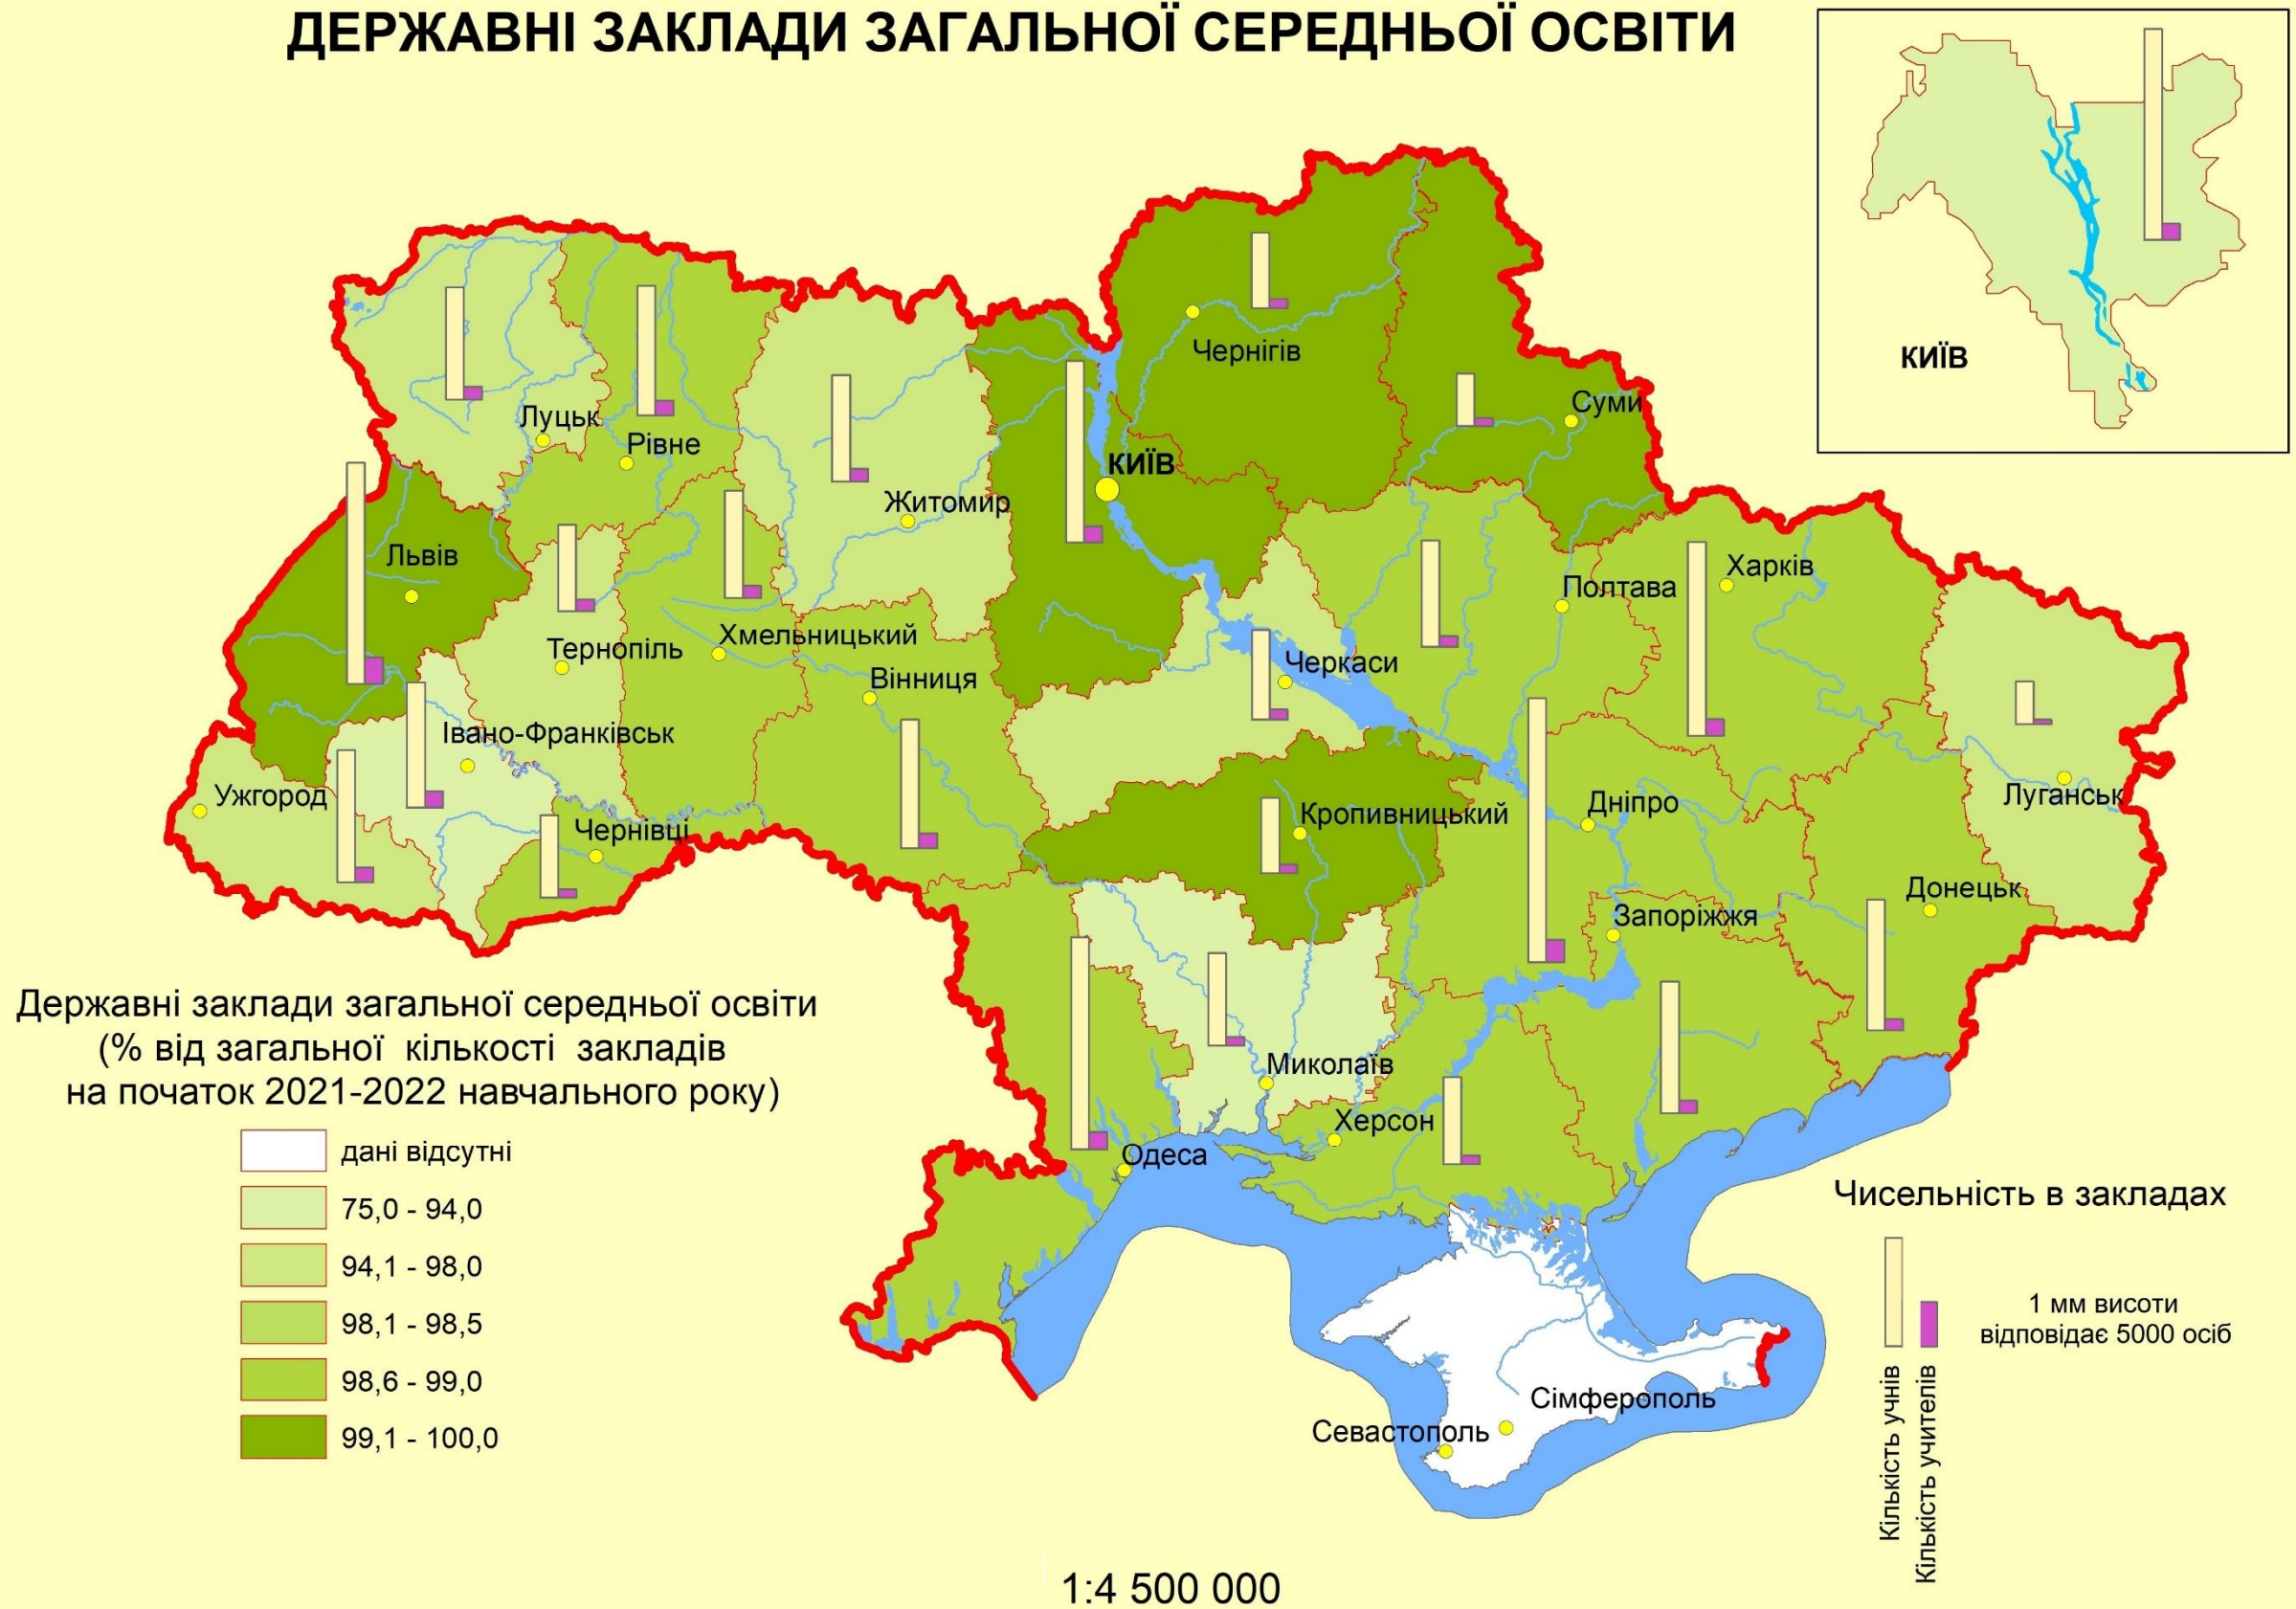 ДЕРЖАВНІ ЗАКЛАДИ ЗАГАЛЬНОЇ СЕРЕДНЬОЇ ОСВІТИ
КИЇВ
Чернігів
Суми
Луцьк
Рівне
КИЇВ
Житомир
Львів
Харків
Полтава
Тернопіль
Хмельницький
Черкаси
Вінниця
Івано-Франківськ
Ужгород
Чернівці
Кропивницький
Дніпро
Луганськ
Донецьк
Запоріжжя
Миколаїв
Херсон
Одеса
Сімферополь
Севастополь
Державні заклади загальної середньої освіти
(% від загальної кількості закладів
на початок 2021-2022 навчального року)
дані відсутні
75,0 - 94,0
94,1 - 98,0
98,1 - 98,5
98,6 - 99,0
99,1 - 100,0
Чисельність в закладах
1 мм висоти
відповідає 5000 осіб
Кількість учнів
Кількість учителів
1:4 500 000